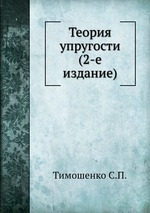 Теория
упругости
(2-е
издание)
Тимошенко С.П.